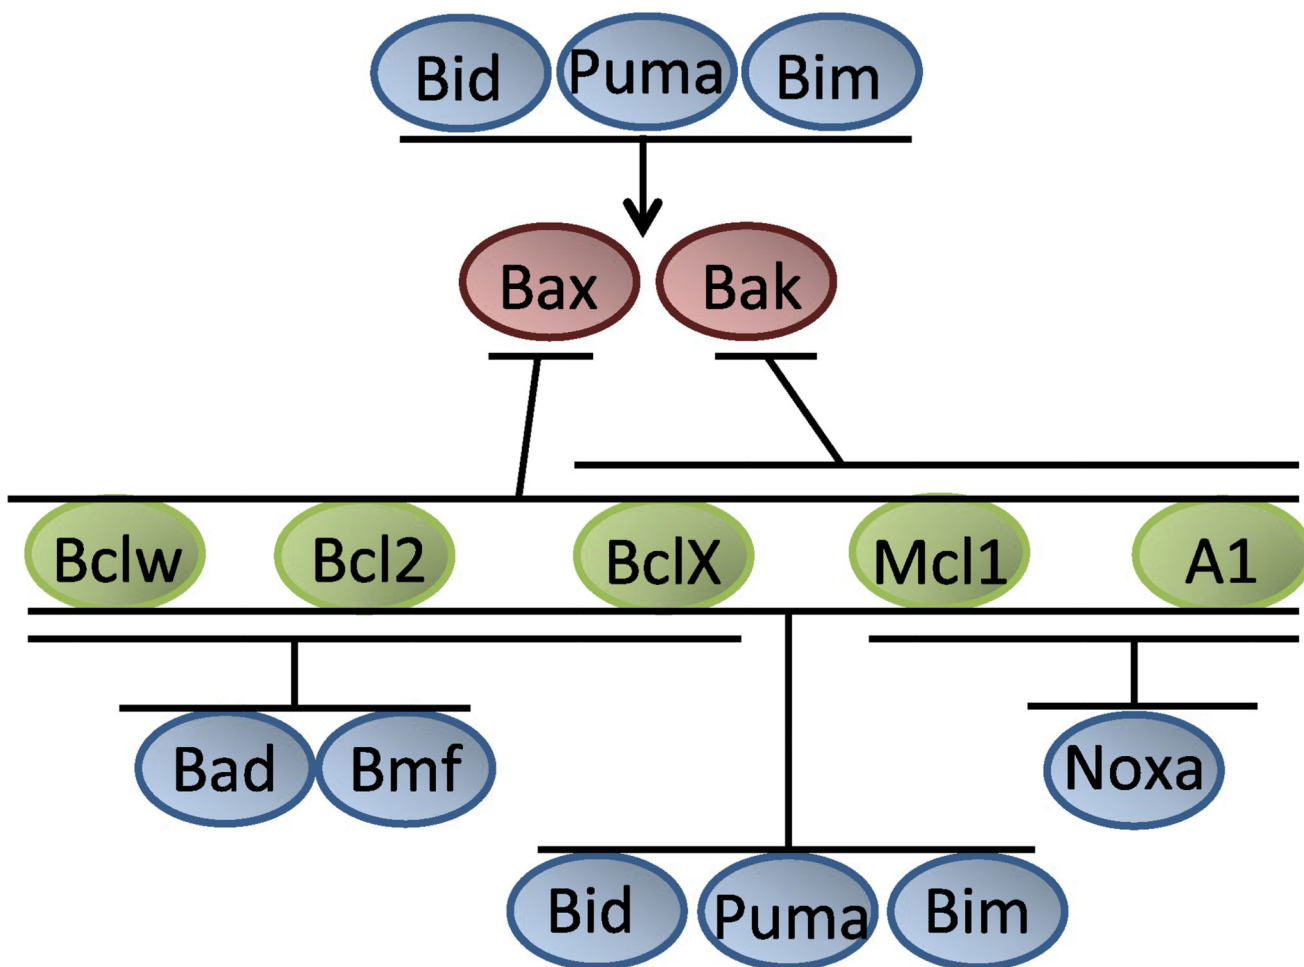 Bid Puma Bim
Bax Bak
Bclw Bcl2 BclX Mcl1 A1
Bad Bmf Noxa
Bid Puma Bim